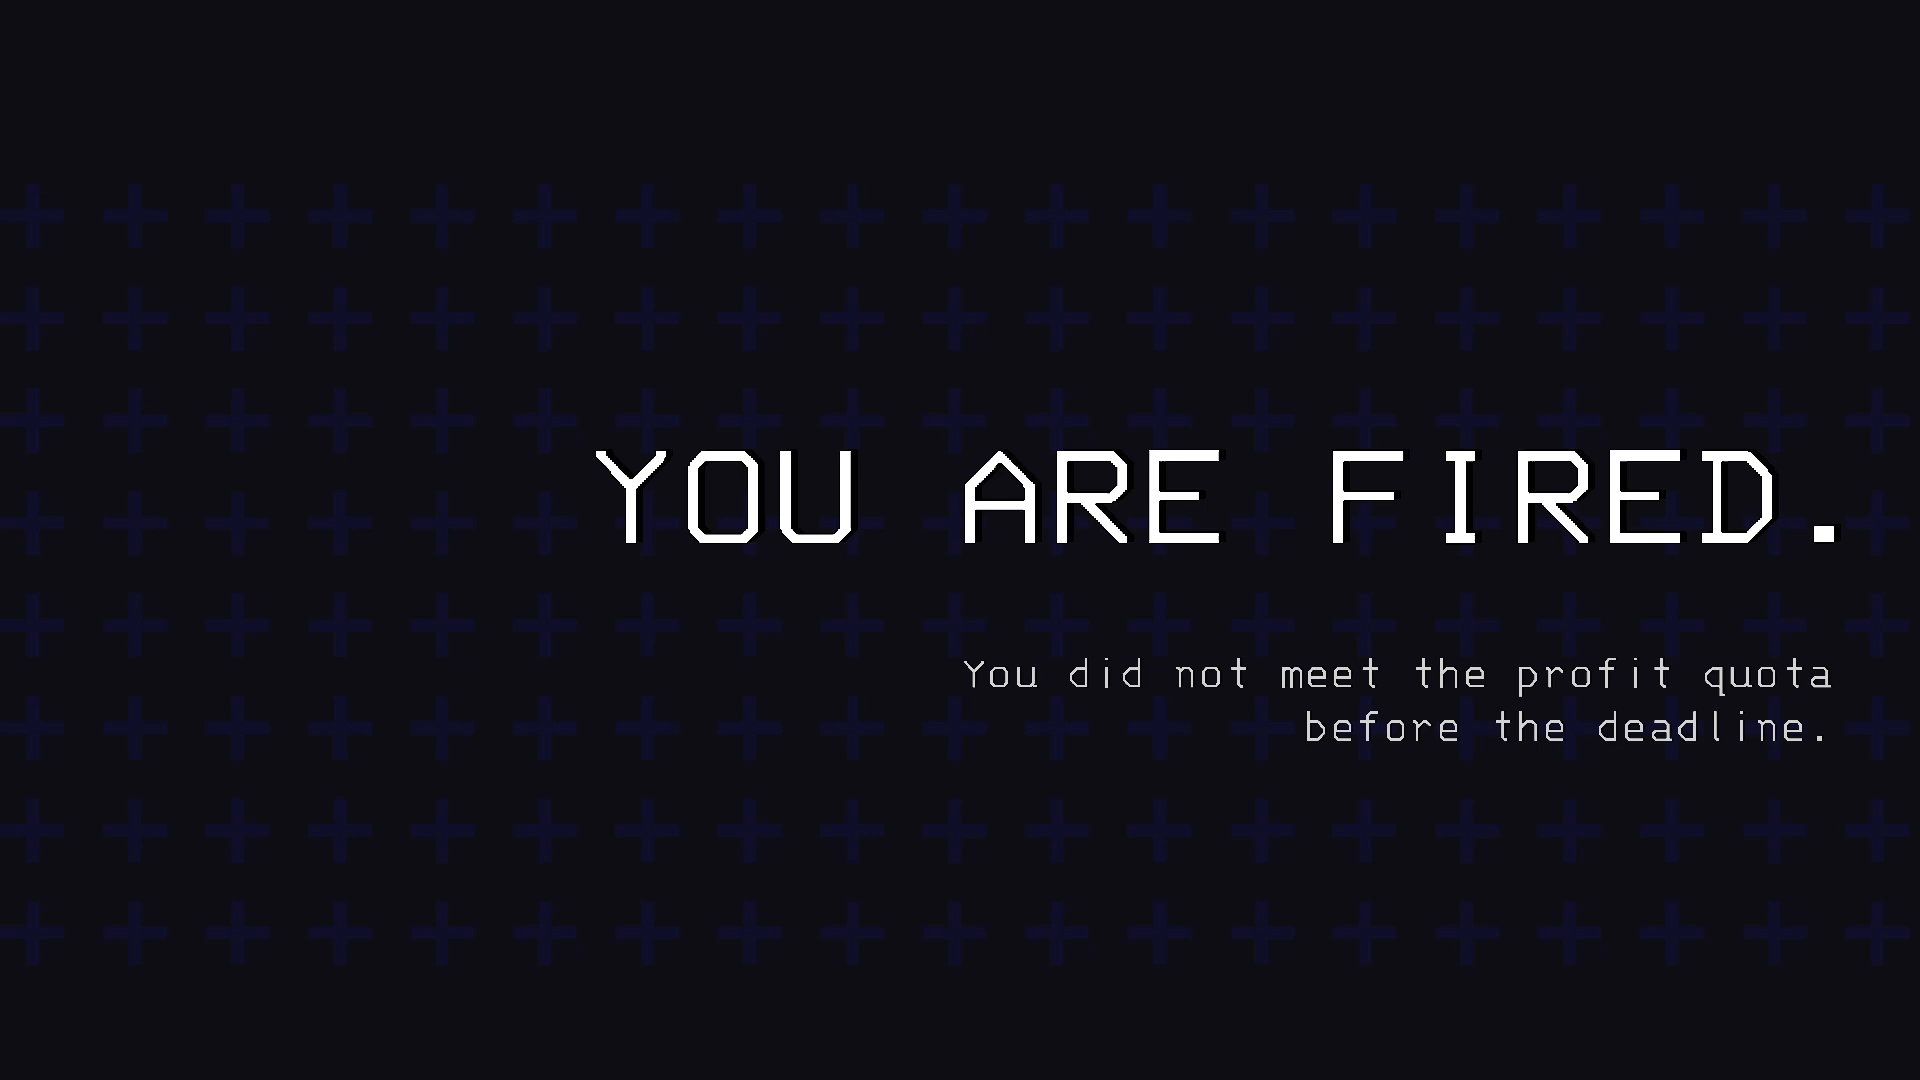 YOU ARE FIRED.
You did not meet the profit quota
before the deadline.